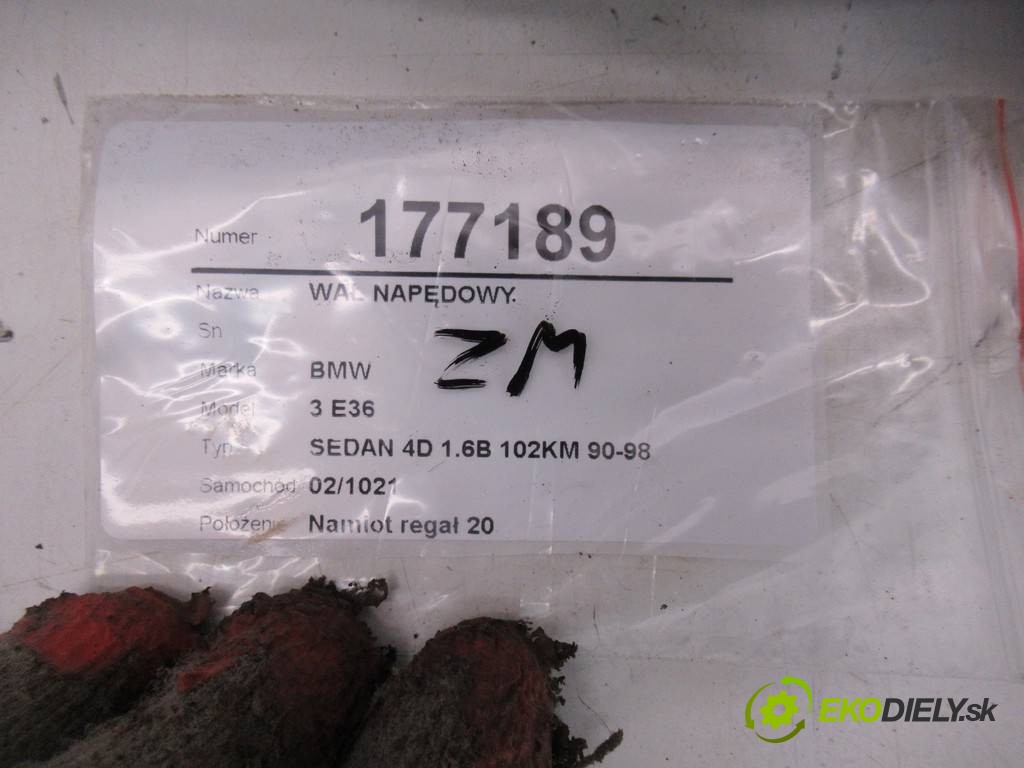 Numer 177189
Nazwa WAŁ NAPĘDOWY.
Sn
Marka BMW
ZM
Model 3 E36
Typ SEDAN 4D 1.6B 102KM 90-98
Samochód 02/1021
Położenie Namiot regał 20
EKODIELY.sk